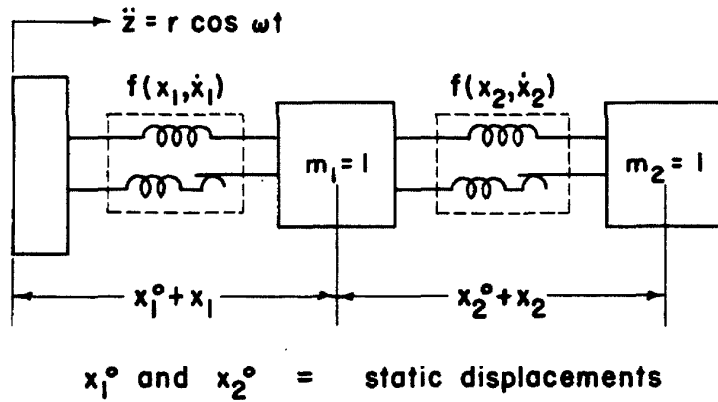 z̈ = r cos ωt
f(x₁,ẋ₁)
f(x₂,ẋ₂)
m₁ = 1
m₂ = 1
x₁° + x₁
x₂° + x₂
x₁° and x₂° = static displacements